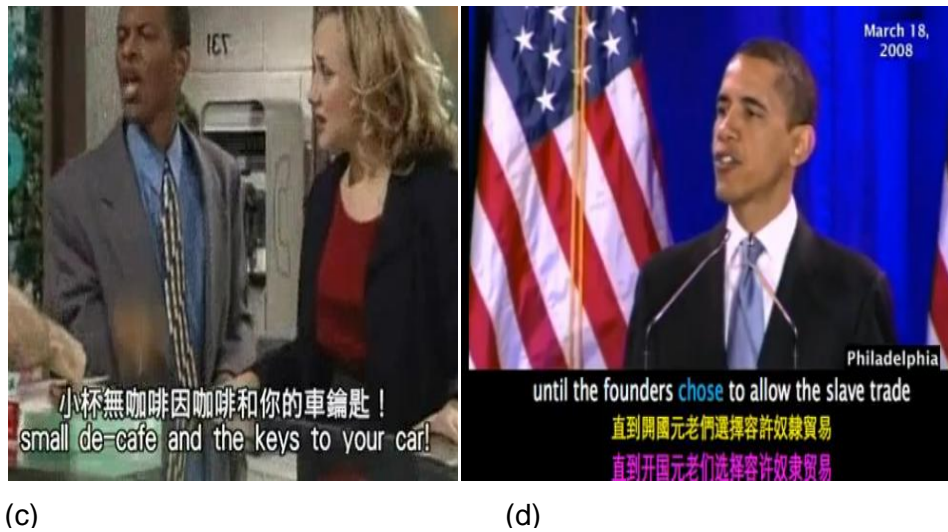 731
小杯無咖啡因咖啡和你的車鑰匙！
small de-cafe and the keys to your car!
(c)
March 18,
2008
Philadelphia
until the founders chose to allow the slave trade
直到開國元老們選擇容許奴隸貿易
直到开国元老们选择容许奴隶贸易
(d)